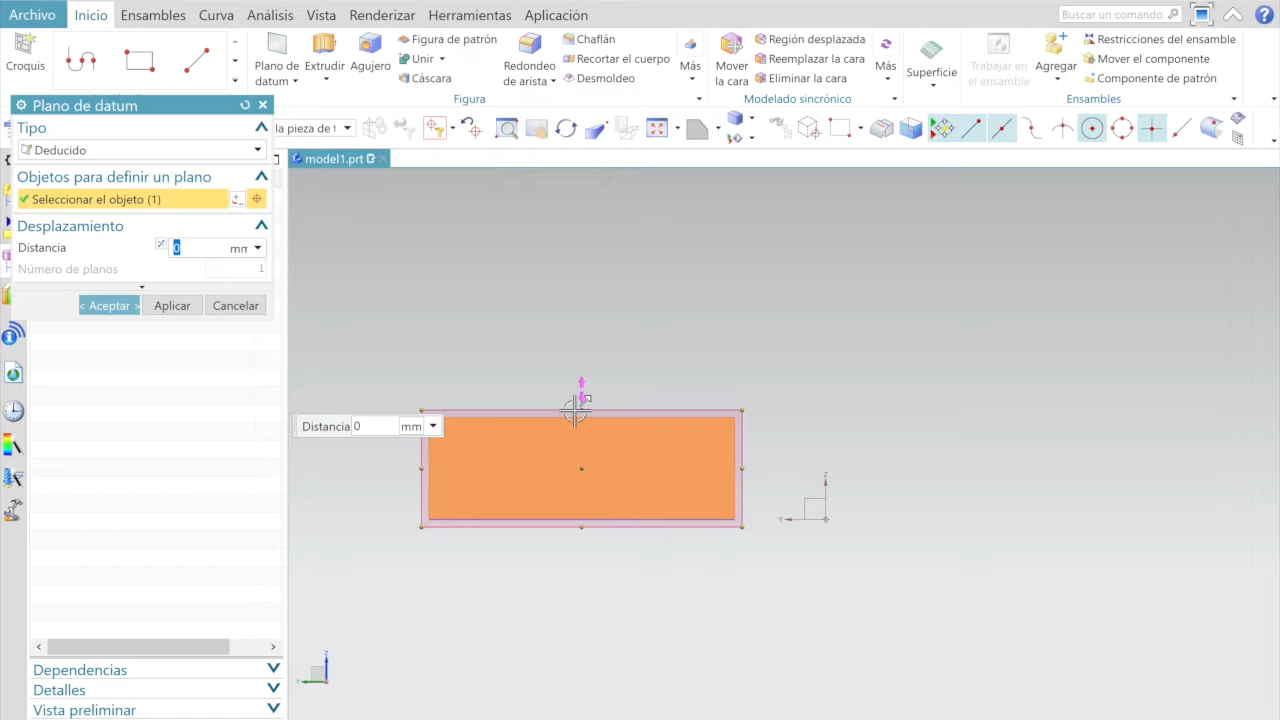 Archivo Inicio Ensambles Curva Análisis Vista Renderizar Herramientas Aplicación Buscar un comando
Croquis
Plano de datum
Extrudir
Agujero
Figura de patrón
Unir
Cáscara
Redondeo de arista
Chaflán
Recortar el cuerpo
Desmoldeo
Más
Figura
Mover la cara
Región desplazada
Reemplazar la cara
Eliminar la cara
Más
Modelado sincrónico
Superficie
Trabajar en el ensamble
Agregar
Restricciones del ensamble
Mover el componente
Componente de patrón
Ensambles
Plano de datum
la pieza de
Tipo
Deducido
model1.prt
Objetos para definir un plano
Seleccionar el objeto (1)
Desplazamiento
Distancia 0 mm
Número de planos 1
< Aceptar > Aplicar Cancelar
Distancia 0 mm
Z
Y
Z
Y
Dependencias
Detalles
Vista preliminar